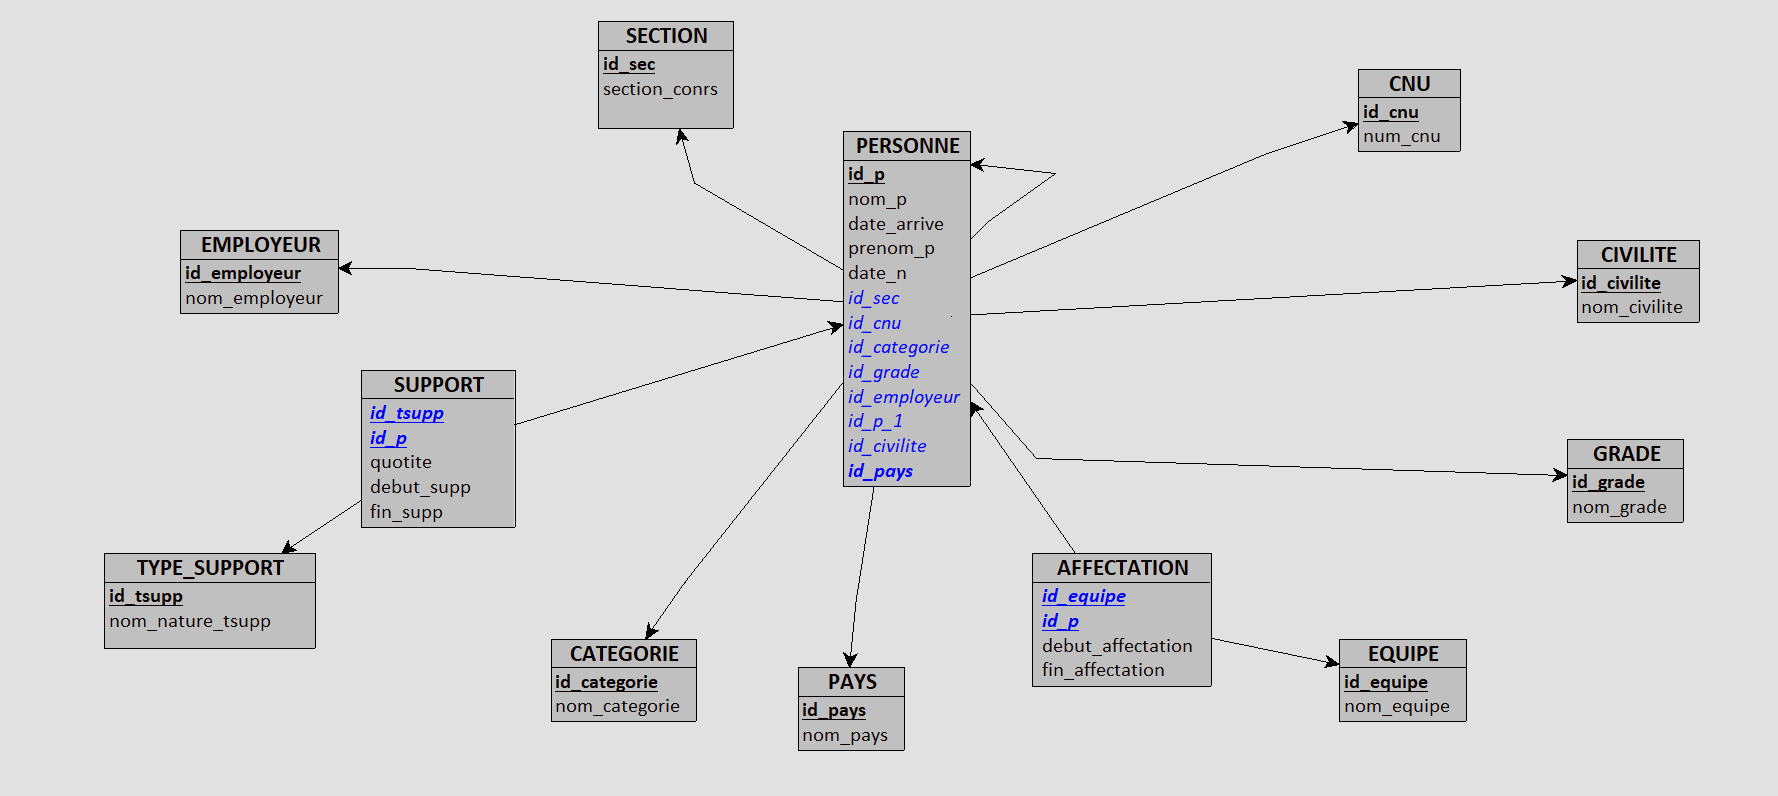 SECTION
id_sec
section_conrs
CNU
id_cnu
num_cnu
PERSONNE
id_p
nom_p
date_arrive
prenom_p
date_n
id_sec
id_cnu
id_categorie
id_grade
id_employeur
id_p_1
id_civilite
id_pays
EMPLOYEUR
id_employeur
nom_employeur
CIVILITE
id_civilite
nom_civilite
SUPPORT
id_tsupp
id_p
quotite
debut_supp
fin_supp
GRADE
id_grade
nom_grade
TYPE_SUPPORT
id_tsupp
nom_nature_tsupp
AFFECTATION
id_equipe
id_p
debut_affectation
fin_affectation
CATEGORIE
id_categorie
nom_categorie
PAYS
id_pays
nom_pays
EQUIPE
id_equipe
nom_equipe